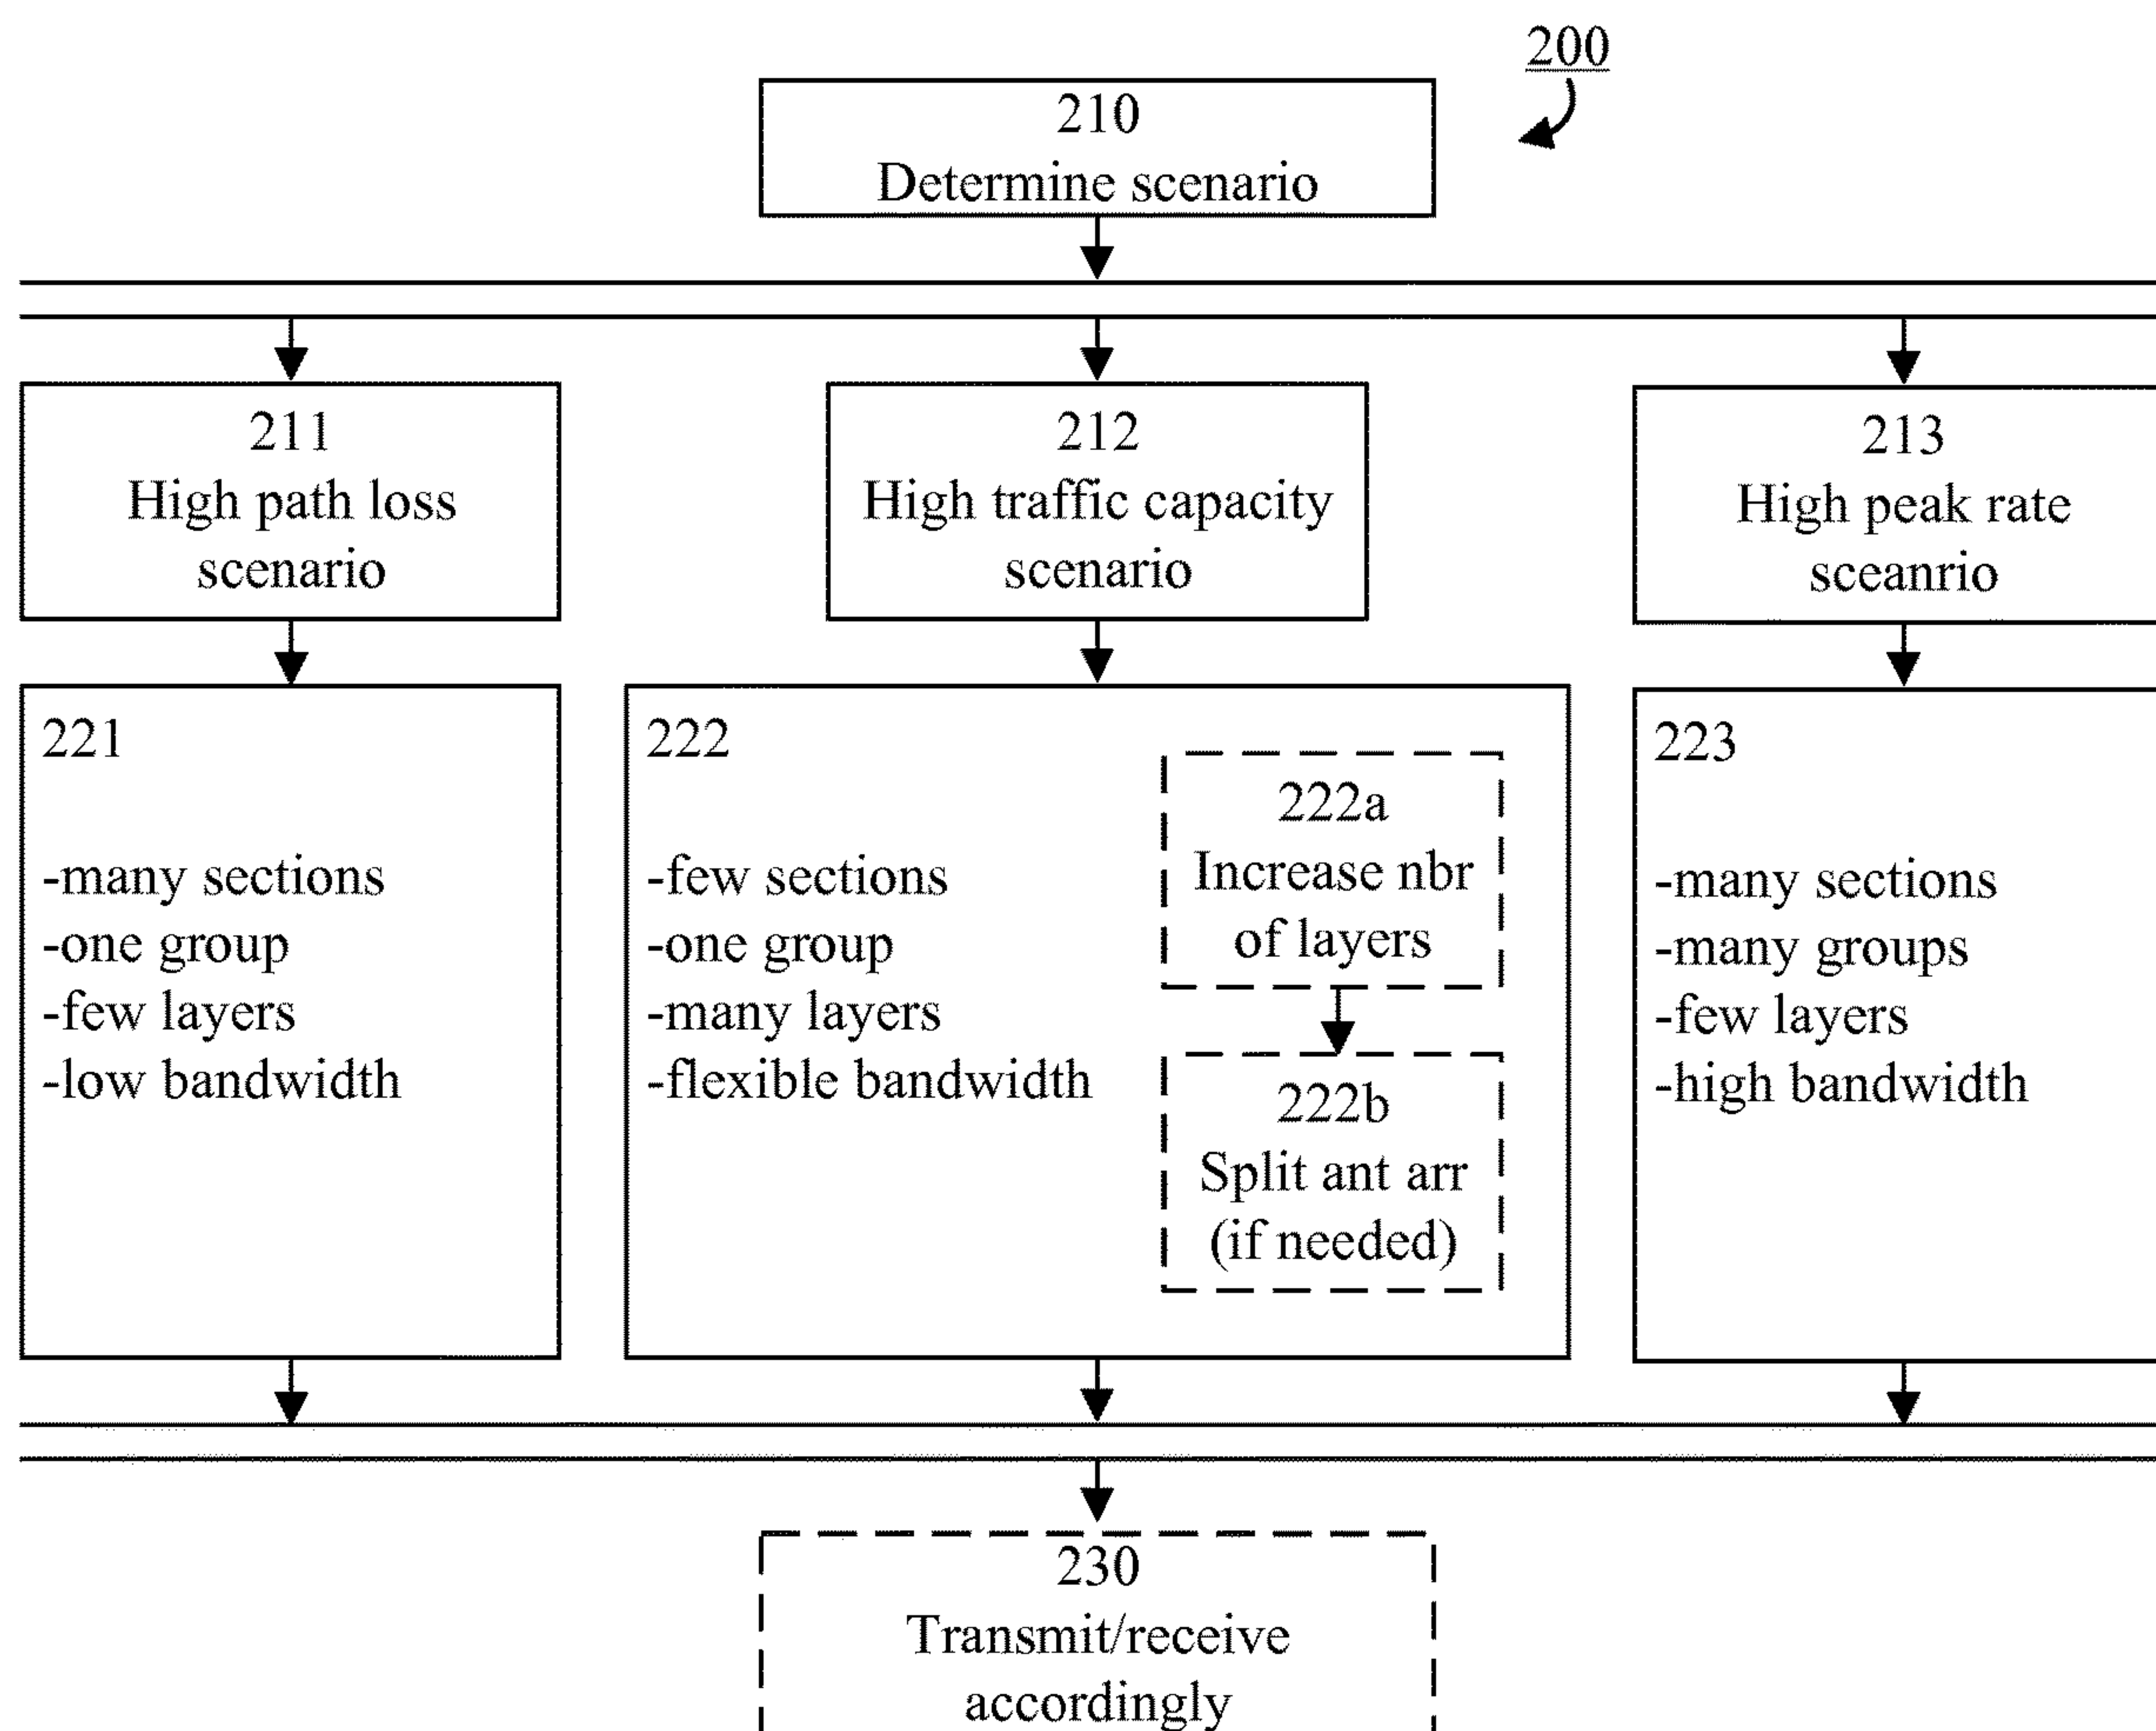 200
210
Determine scenario
211
High path loss
scenario
212
High traffic capacity
scenario
213
High peak rate
sceanrio
221
-many sections
-one group
-few layers
-low bandwidth
222
-few sections
-one group
-many layers
-flexible bandwidth
222a
Increase nbr
of layers
222b
Split ant arr
(if needed)
223
-many sections
-many groups
-few layers
-high bandwidth
230
Transmit/receive
accordingly